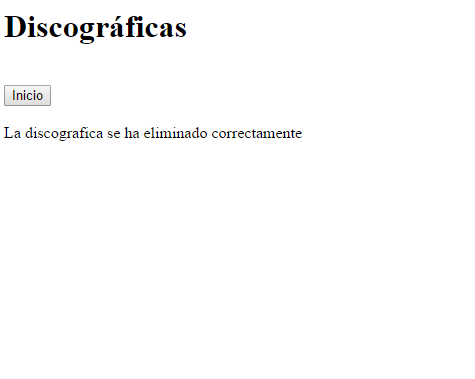 Discográficas
Inicio
La discografica se ha eliminado correctamente